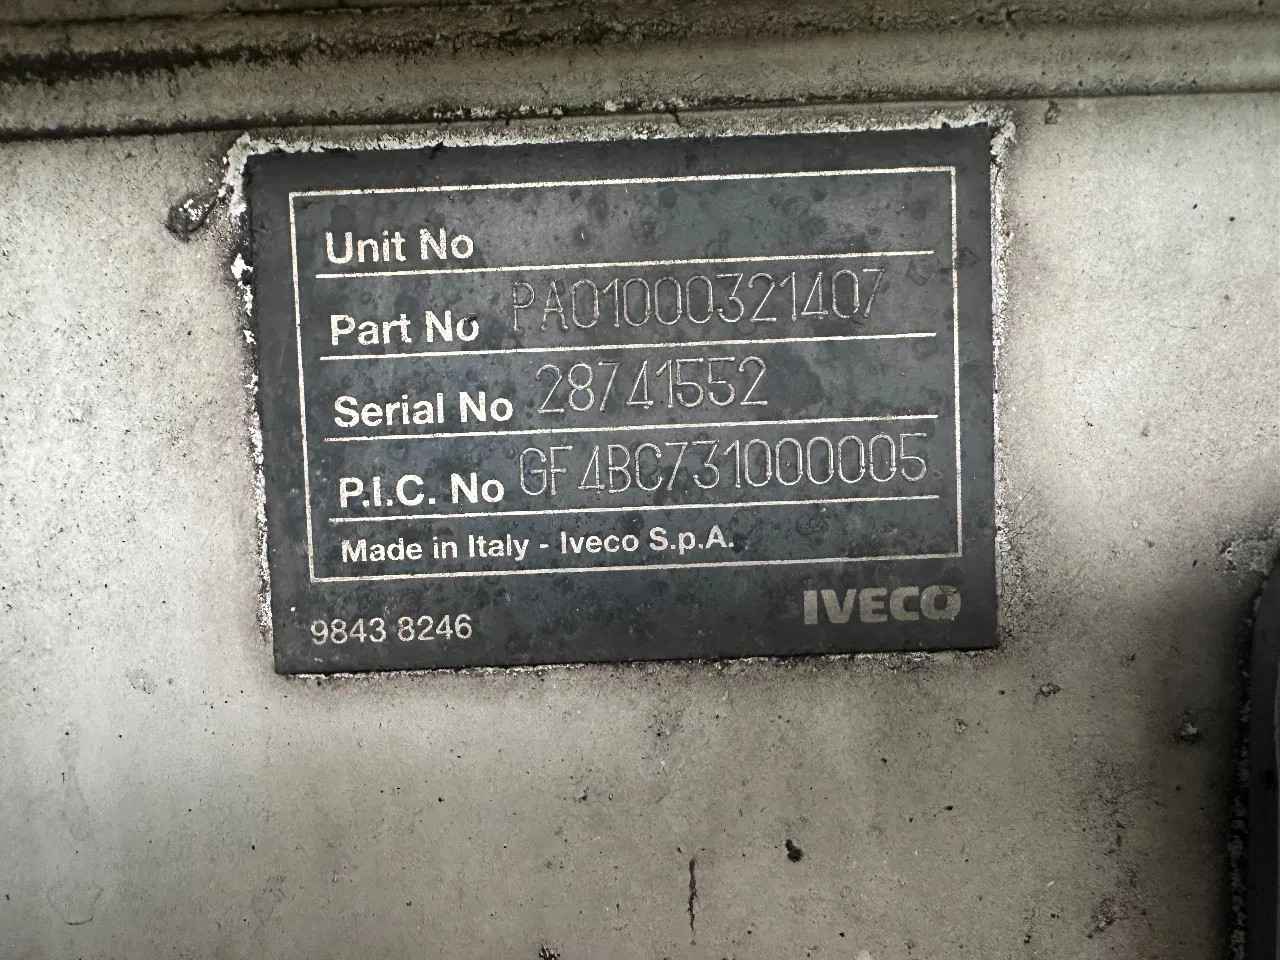 Unit No
Part No PA01000321407
Serial No 28741552
P.I.C. No GF4BC731000005
Made in Italy - Iveco S.p.A.
9843 8246
IVECO